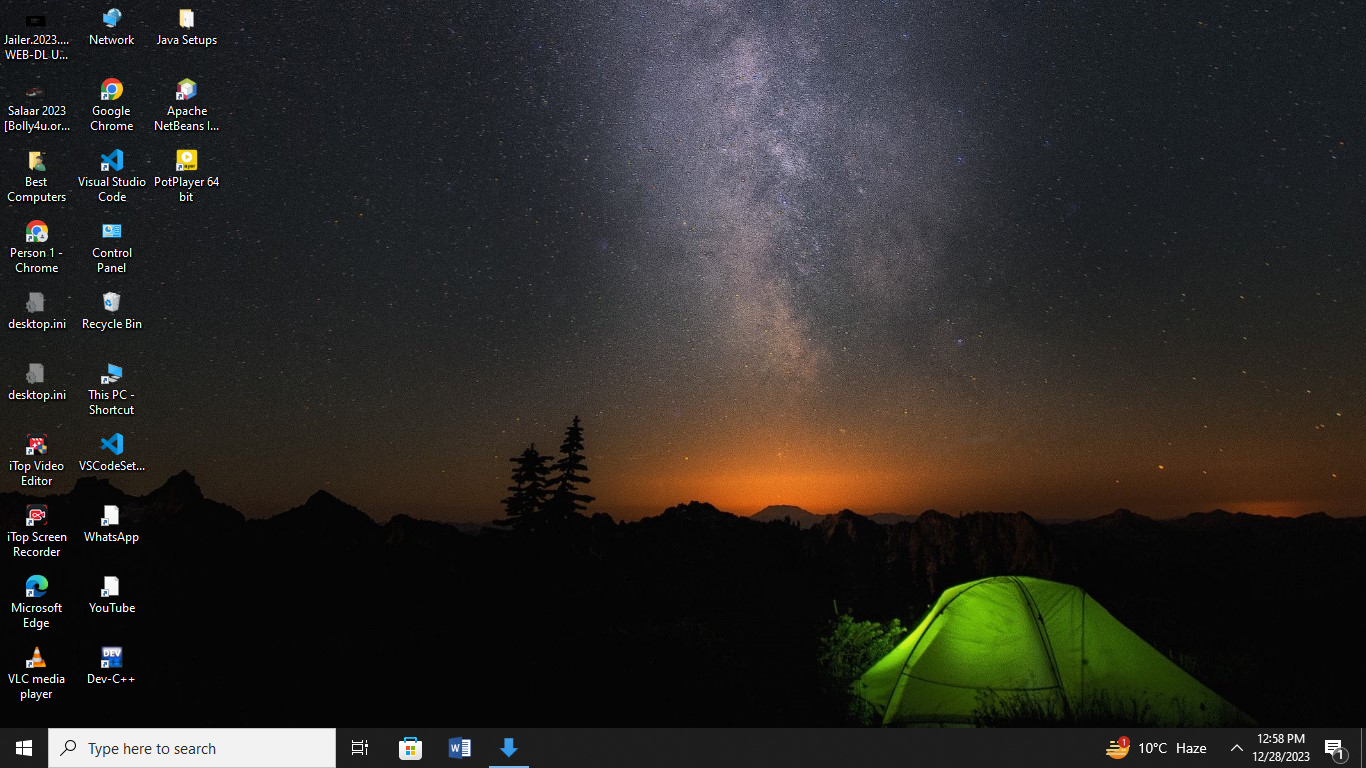 Jailer.2023....
WEB-DL U...
Network
Java Setups
Salaar 2023
[Bolly4u.or...
Google
Chrome
Apache
NetBeans I...
Best
Computers
Visual Studio
Code
PotPlayer 64
bit
Person 1 -
Chrome
Control
Panel
desktop.ini
Recycle Bin
desktop.ini
This PC -
Shortcut
iTop Video
Editor
VSCodeSet...
iTop Screen
Recorder
WhatsApp
Microsoft
Edge
YouTube
VLC media
player
DEV
Dev-C++
Type here to search
W
1
10°C Haze
12:58 PM
12/28/2023
1